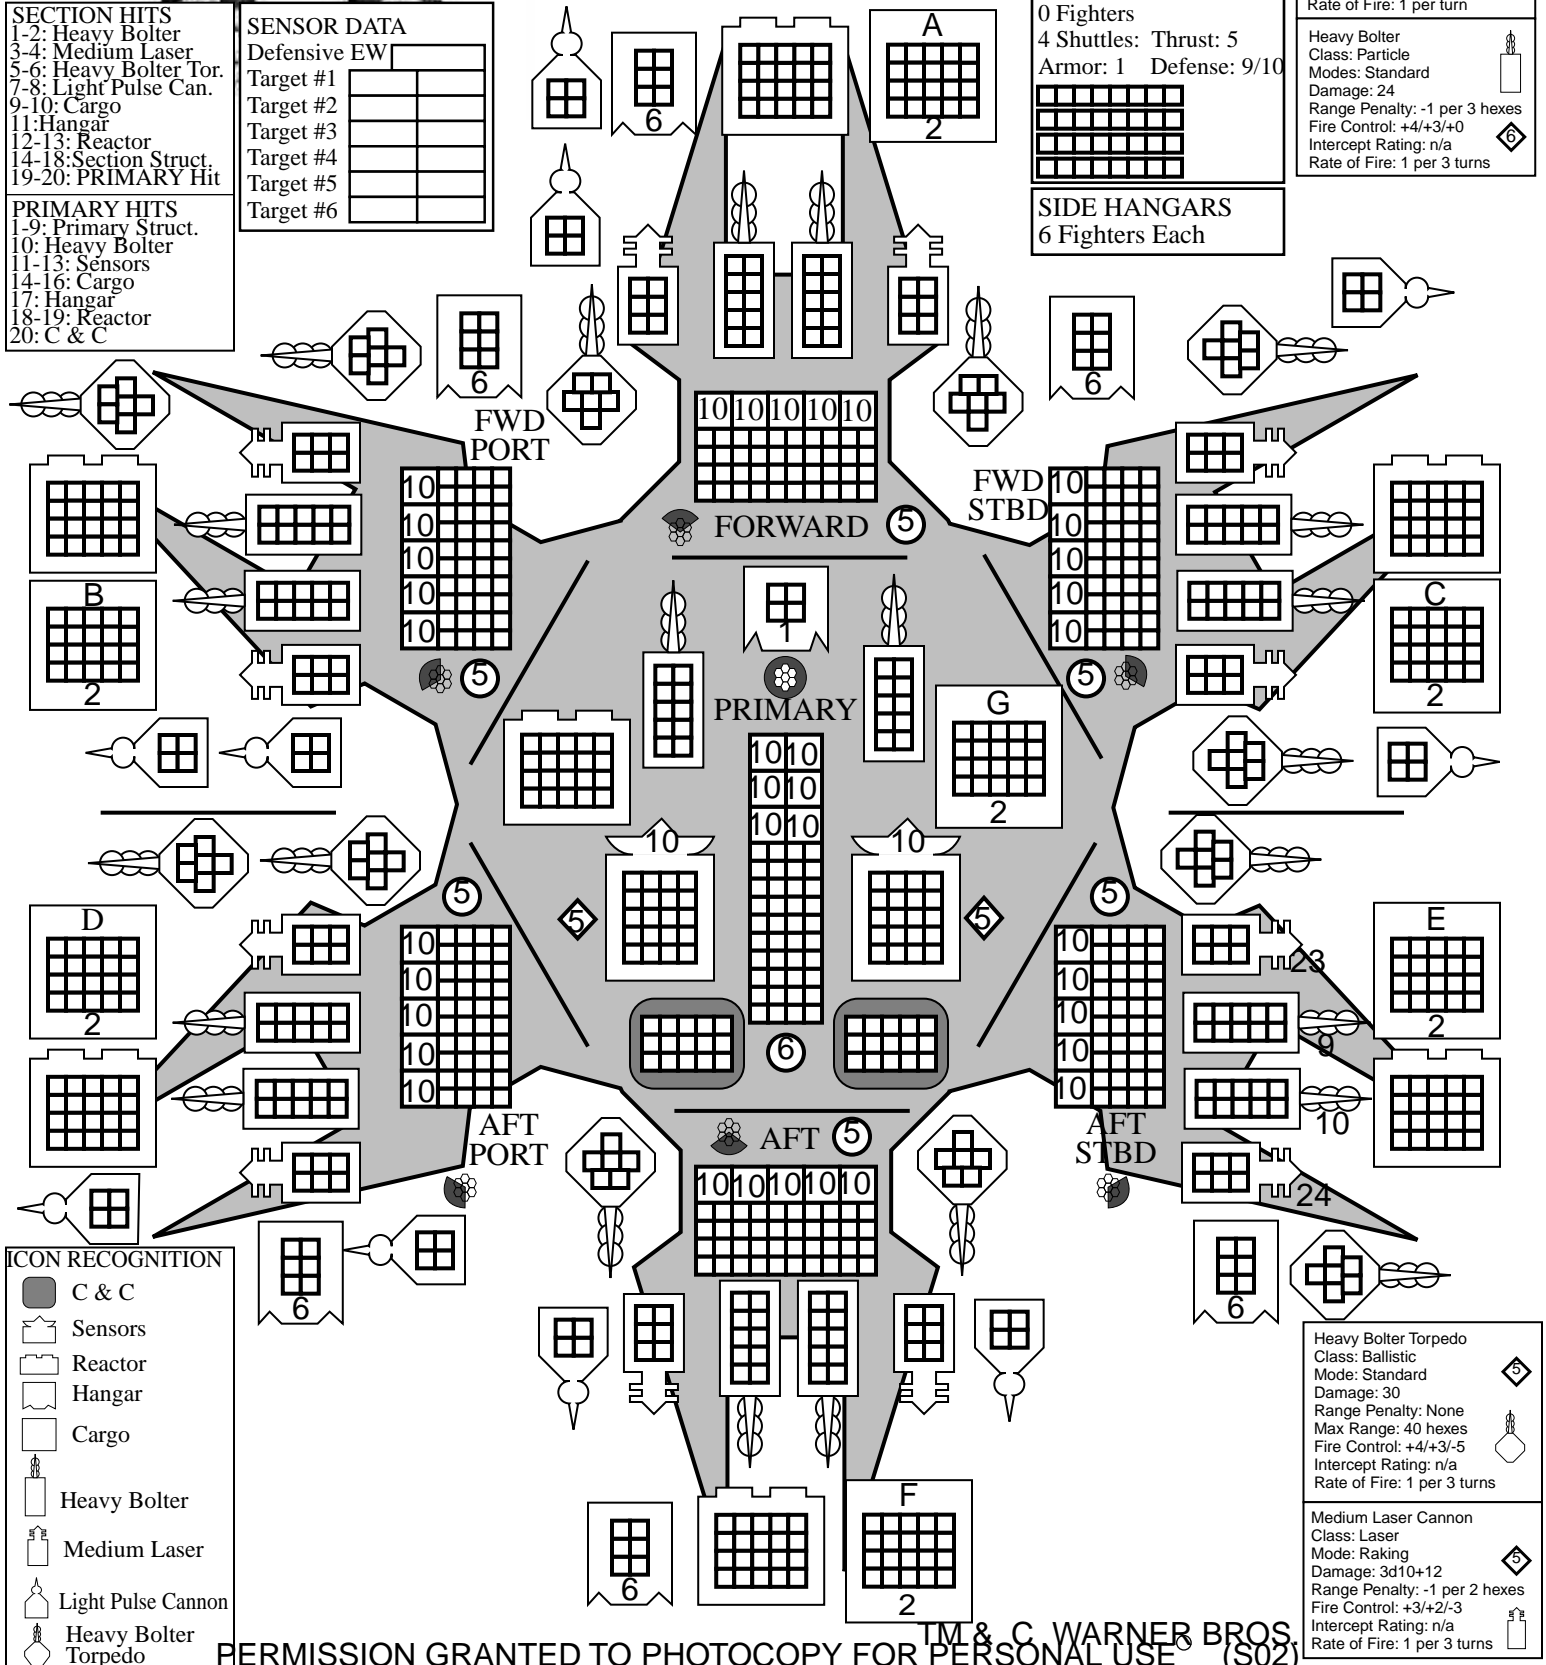 SECTION HITS
1-2: Heavy Bolter
3-4: Medium Laser
5-6: Heavy Bolter Tor.
7-8: Light Pulse Can.
9-10: Cargo
11:Hangar
12-13: Reactor
14-18:Section Struct.
19-20: PRIMARY Hit
PRIMARY HITS
1-9: Primary Struct.
10: Heavy Bolter
11-13: Sensors
14-16: Cargo
17: Hangar
18-19: Reactor
20: C & C
SENSOR DATA
Defensive EW
Target #1
Target #2
Target #3
Target #4
Target #5
Target #6
6
A
2
0 Fighters
4 Shuttles: Thrust: 5
Armor: 1 Defense: 9/10
SIDE HANGARS
6 Fighters Each
Rate of Fire: 1 per turn
Heavy Bolter
Class: Particle
Modes: Standard
Damage: 24
Range Penalty: -1 per 3 hexes
Fire Control: +4/+3/+0
Intercept Rating: n/a
Rate of Fire: 1 per 3 turns
6
6
6
FWD
PORT
10 10 10 10 10
FWD
STBD
10
10
10
10
10
10
10
10
10
10
FORWARD 5
B
2
C
2
5
5
1
PRIMARY
G
2
10 10
10 10
10 10
10
10
5
5
5
5
D
2
E
2
23
9
10
24
10
10
10
10
10
10
10
10
10
10
6
AFT
PORT
AFT 5
AFT
STBD
10 10 10 10 10
6
6
6
F
2
ICON RECOGNITION
C & C
Sensors
Reactor
Hangar
Cargo
Heavy Bolter
Medium Laser
Light Pulse Cannon
Heavy Bolter
Torpedo
Heavy Bolter Torpedo
Class: Ballistic
Mode: Standard
Damage: 30
Range Penalty: None
Max Range: 40 hexes
Fire Control: +4/+3/-5
Intercept Rating: n/a
Rate of Fire: 1 per 3 turns
5
Medium Laser Cannon
Class: Laser
Mode: Raking
Damage: 3d10+12
Range Penalty: -1 per 2 hexes
Fire Control: +3/+2/-3
Intercept Rating: n/a
Rate of Fire: 1 per 3 turns
5
TM & C WARNER BROS.
PERMISSION GRANTED TO PHOTOCOPY FOR PERSONAL USE (S02)